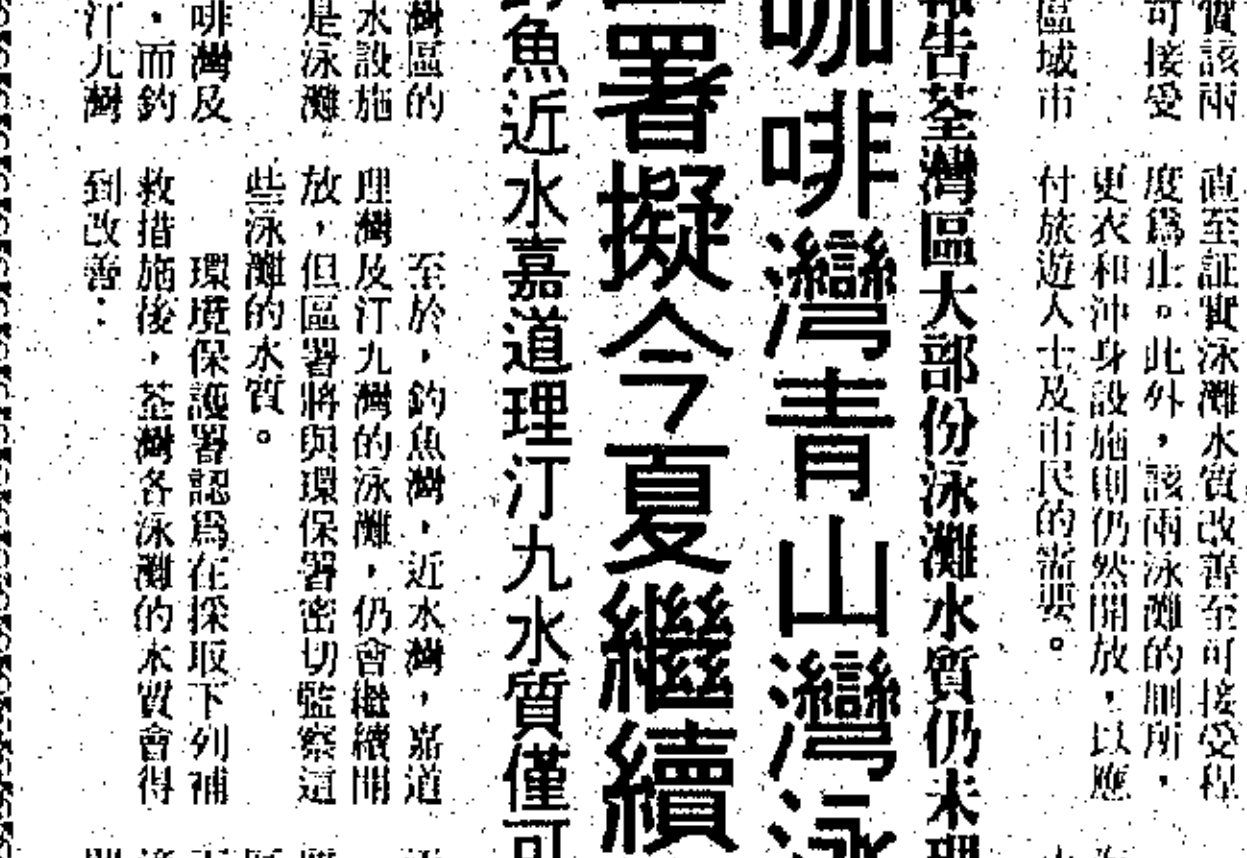 質該兩
可接受
區域市
直至証實泳灘水質改善至可接受程
度爲止。此外，該兩泳灘的厠所，
更衣和沖身設施則仍然開放，以應
付旅遊人士及市民的需要。
報告荃灣區大部份泳灘水質仍未理
咖啡灣青山灣泳
署擬今夏繼續
釣魚近水嘉道理汀九水質僅可
灣區的
水設施
是泳灘
啡灣及
，而釣
汀九灣
至於，釣魚灣，近水灣，嘉道
理灣及汀九灣的泳灘，仍會繼續開
放，但區署將與環保署密切監察這
些泳灘的水質。
環境保護署認爲在採取下列補
救措施後，荃灣各泳灘的水質會得
到改善：